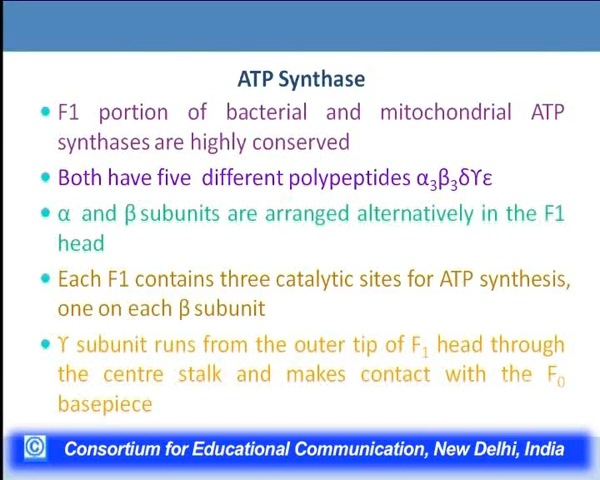 ATP Synthase
• F1 portion of bacterial and mitochondrial ATP
synthases are highly conserved
• Both have five different polypeptides α₃β₃δϒε
• α and β subunits are arranged alternatively in the F1
head
• Each F1 contains three catalytic sites for ATP synthesis,
one on each β subunit
• ϒ subunit runs from the outer tip of F₁ head through
the centre stalk and makes contact with the F₀
basepiece
© Consortium for Educational Communication, New Delhi, India